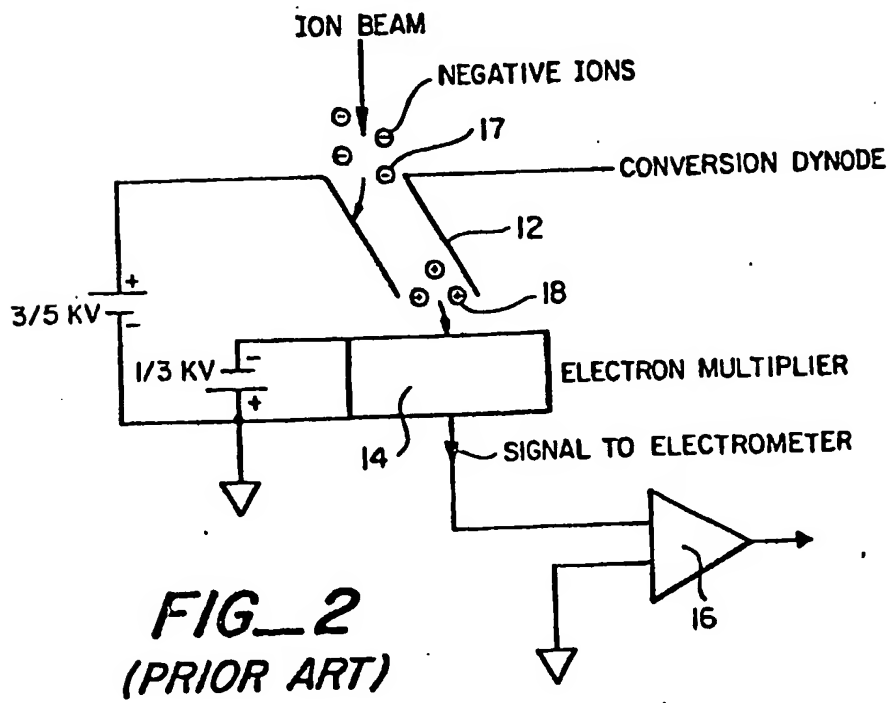 ION BEAM
NEGATIVE IONS
17
CONVERSION DYNODE
12
18
+
3/5 KV
-
1/3 KV
-
+
ELECTRON MULTIPLIER
14
SIGNAL TO ELECTROMETER
16
FIG_2
(PRIOR ART)